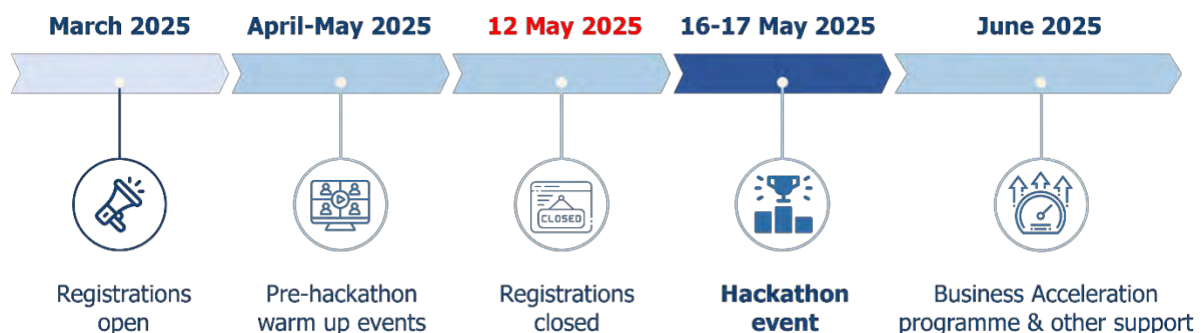 March 2025
April-May 2025
12 May 2025
16-17 May 2025
June 2025
CLOSED
Registrations
open
Pre-hackathon
warm up events
Registrations
closed
Hackathon
event
Business Acceleration
programme & other support